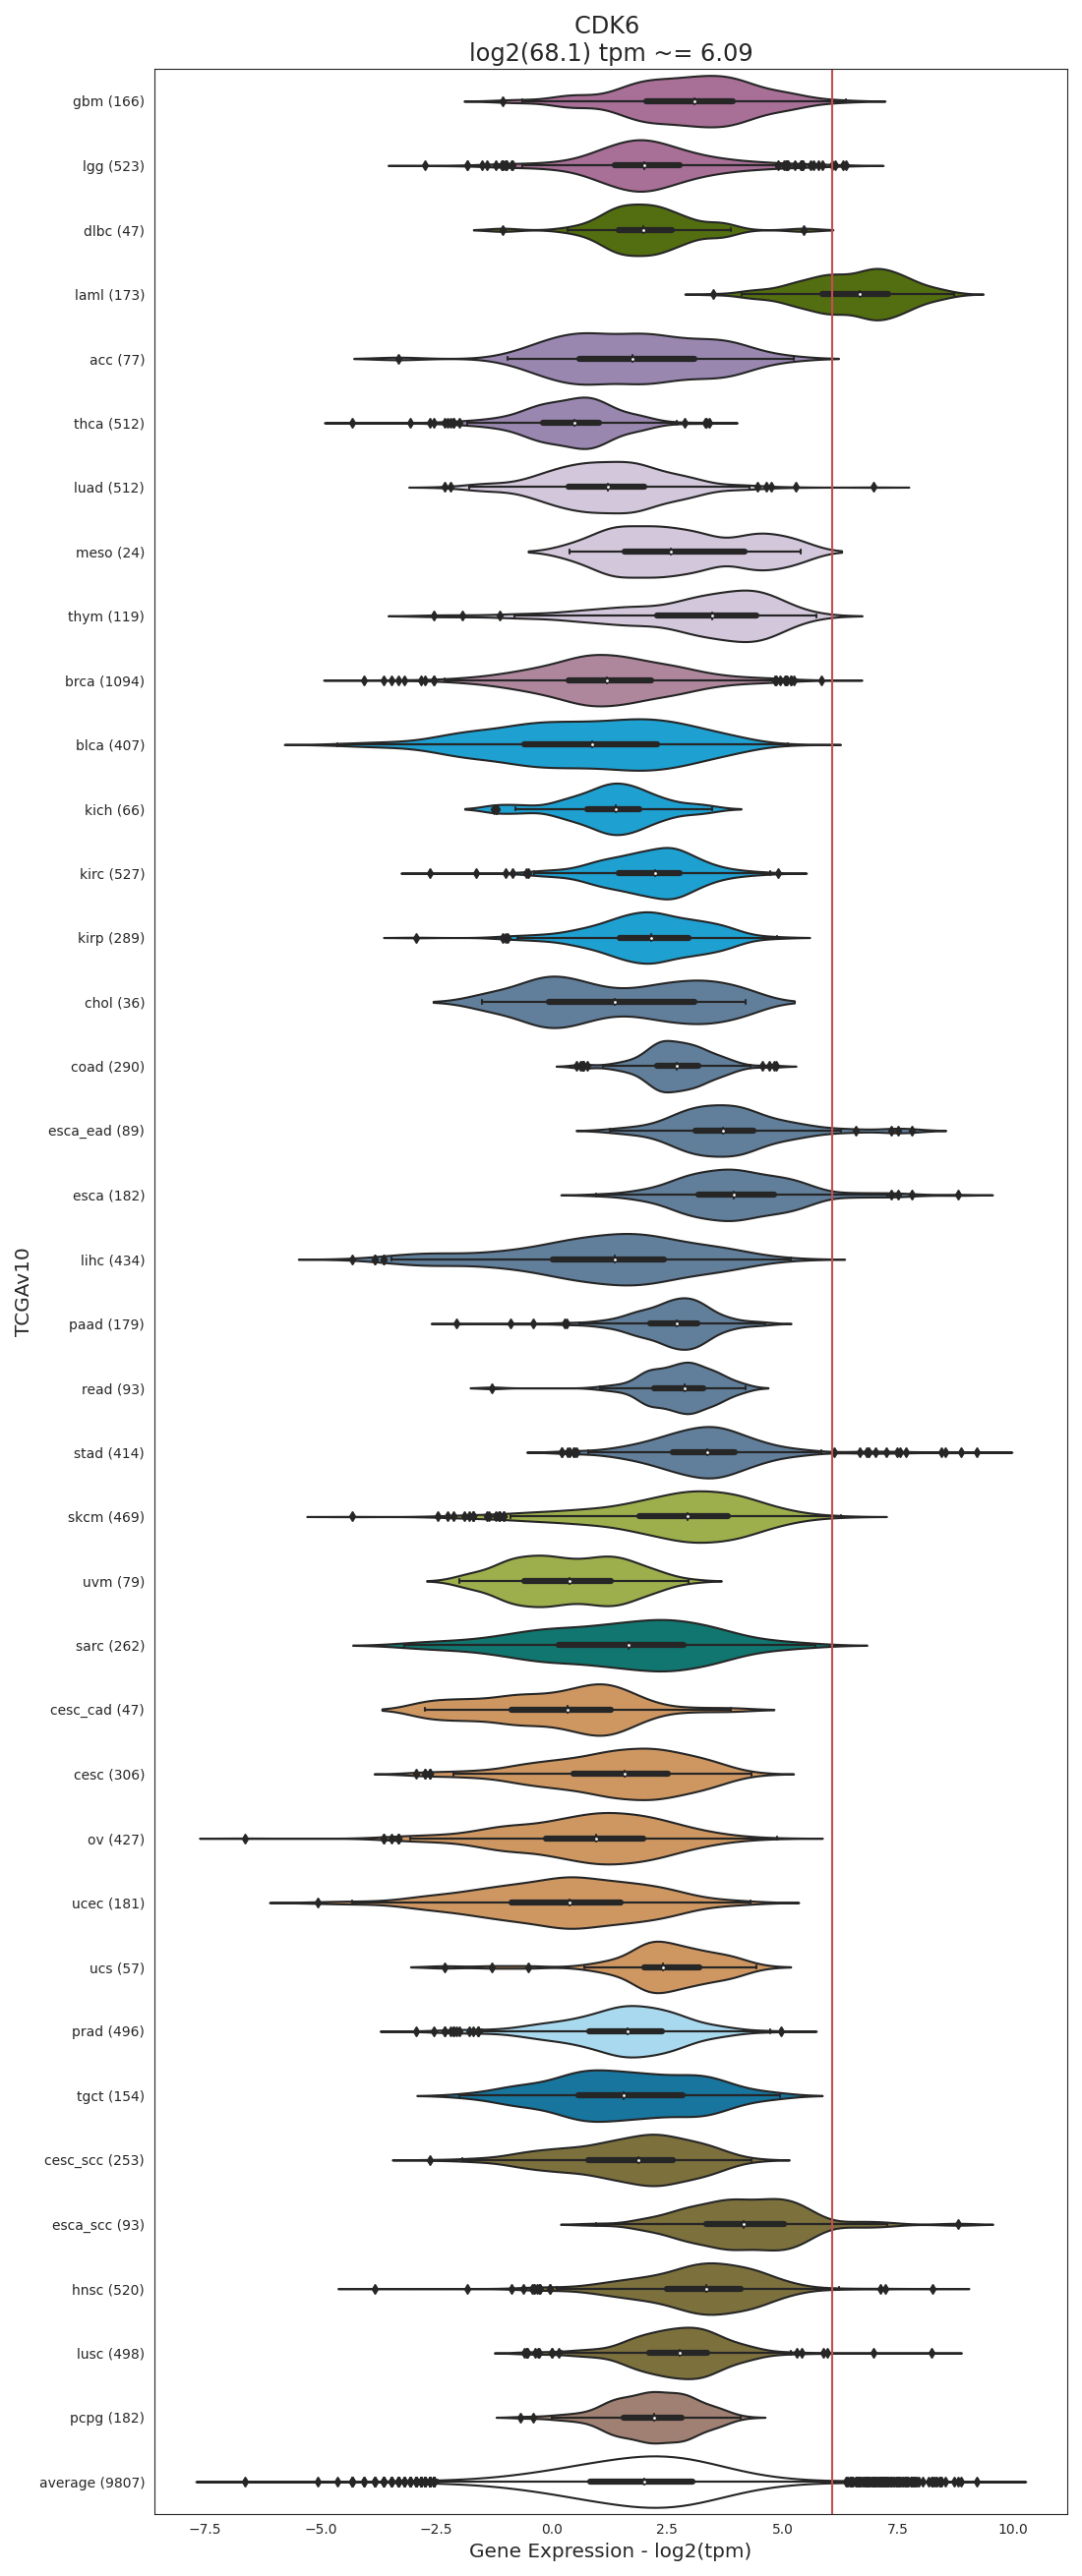 CDK6
log2(68.1) tpm ~= 6.09
gbm (166)
lgg (523)
dlbc (47)
laml (173)
acc (77)
thca (512)
luad (512)
meso (24)
thym (119)
brca (1094)
blca (407)
kich (66)
kirc (527)
kirp (289)
chol (36)
coad (290)
esca_ead (89)
esca (182)
lihc (434)
paad (179)
read (93)
stad (414)
skcm (469)
uvm (79)
sarc (262)
cesc_cad (47)
cesc (306)
ov (427)
ucec (181)
ucs (57)
prad (496)
tgct (154)
cesc_scc (253)
esca_scc (93)
hnsc (520)
lusc (498)
pcpg (182)
average (9807)
TCGAv10
−7.5 −5.0 −2.5 0.0 2.5 5.0 7.5 10.0
Gene Expression - log2(tpm)